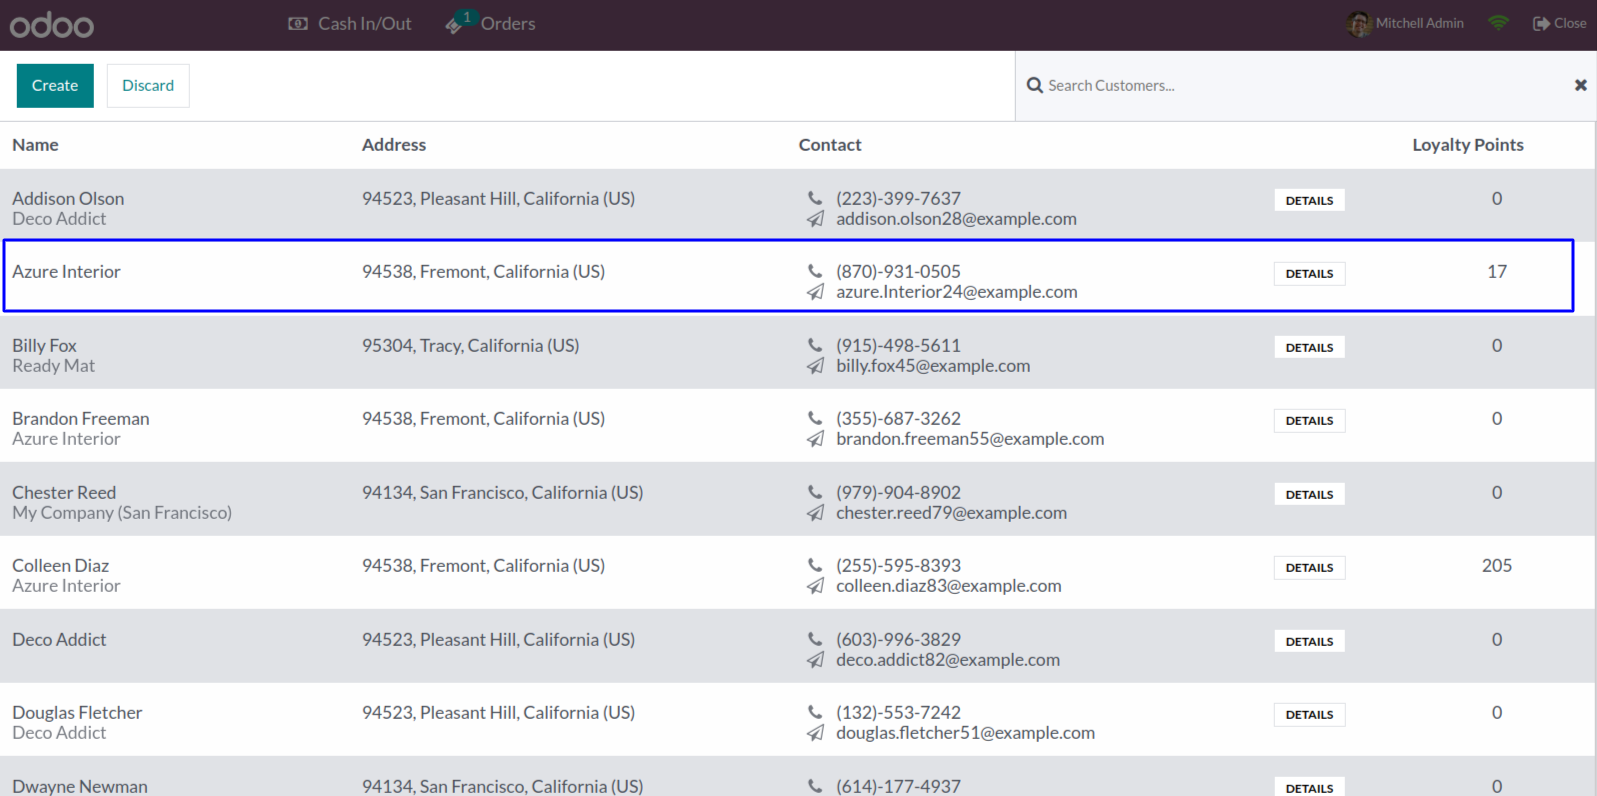 odoo Cash In/Out 1 Orders Mitchell Admin Close
Create Discard Search Customers...
Name Address Contact Loyalty Points
Addison Olson 94523, Pleasant Hill, California (US) (223)-399-7637 DETAILS 0
Deco Addict addison.olson28@example.com
Azure Interior 94538, Fremont, California (US) (870)-931-0505 DETAILS 17
azure.Interior24@example.com
Billy Fox 95304, Tracy, California (US) (915)-498-5611 DETAILS 0
Ready Mat billy.fox45@example.com
Brandon Freeman 94538, Fremont, California (US) (355)-687-3262 DETAILS 0
Azure Interior brandon.freeman55@example.com
Chester Reed 94134, San Francisco, California (US) (979)-904-8902 DETAILS 0
My Company (San Francisco) chester.reed79@example.com
Colleen Diaz 94538, Fremont, California (US) (255)-595-8393 DETAILS 205
Azure Interior colleen.diaz83@example.com
Deco Addict 94523, Pleasant Hill, California (US) (603)-996-3829 DETAILS 0
deco.addict82@example.com
Douglas Fletcher 94523, Pleasant Hill, California (US) (132)-553-7242 DETAILS 0
Deco Addict douglas.fletcher51@example.com
Dwayne Newman 94134, San Francisco, California (US) (614)-177-4937 DETAILS 0